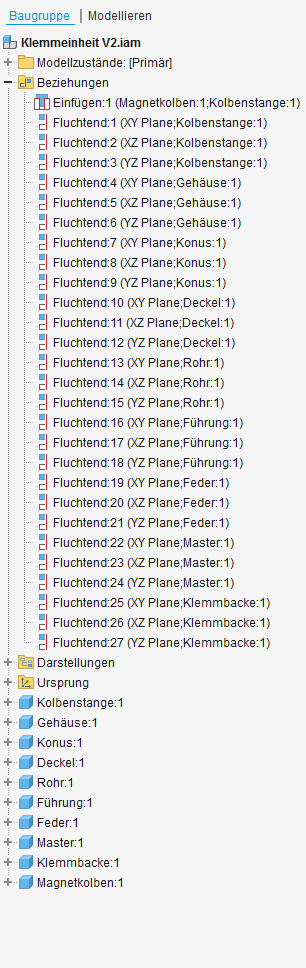 Baugruppe | Modellieren
Klemmeinheit V2.iam
Modellzustände: [Primär]
Beziehungen
Einfügen:1 (Magnetkolben:1;Kolbenstange:1)
Fluchtend:1 (XY Plane;Kolbenstange:1)
Fluchtend:2 (XZ Plane;Kolbenstange:1)
Fluchtend:3 (YZ Plane;Kolbenstange:1)
Fluchtend:4 (XY Plane;Gehäuse:1)
Fluchtend:5 (XZ Plane;Gehäuse:1)
Fluchtend:6 (YZ Plane;Gehäuse:1)
Fluchtend:7 (XY Plane;Konus:1)
Fluchtend:8 (XZ Plane;Konus:1)
Fluchtend:9 (YZ Plane;Konus:1)
Fluchtend:10 (XY Plane;Deckel:1)
Fluchtend:11 (XZ Plane;Deckel:1)
Fluchtend:12 (YZ Plane;Deckel:1)
Fluchtend:13 (XY Plane;Rohr:1)
Fluchtend:14 (XZ Plane;Rohr:1)
Fluchtend:15 (YZ Plane;Rohr:1)
Fluchtend:16 (XY Plane;Führung:1)
Fluchtend:17 (XZ Plane;Führung:1)
Fluchtend:18 (YZ Plane;Führung:1)
Fluchtend:19 (XY Plane;Feder:1)
Fluchtend:20 (XZ Plane;Feder:1)
Fluchtend:21 (YZ Plane;Feder:1)
Fluchtend:22 (XY Plane;Master:1)
Fluchtend:23 (XZ Plane;Master:1)
Fluchtend:24 (YZ Plane;Master:1)
Fluchtend:25 (XY Plane;Klemmbacke:1)
Fluchtend:26 (XZ Plane;Klemmbacke:1)
Fluchtend:27 (YZ Plane;Klemmbacke:1)
Darstellungen
Ursprung
Kolbenstange:1
Gehäuse:1
Konus:1
Deckel:1
Rohr:1
Führung:1
Feder:1
Master:1
Klemmbacke:1
Magnetkolben:1